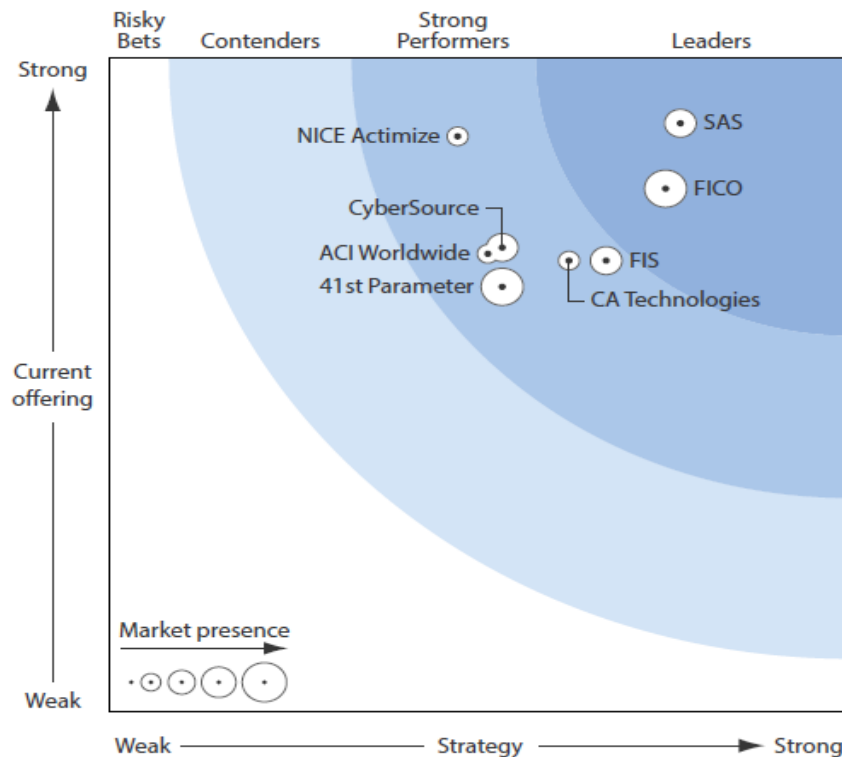 Risky
Bets
Contenders
Strong
Performers
Leaders
Strong
NICE Actimize
SAS
FICO
CyberSource
ACI Worldwide
FIS
41st Parameter
CA Technologies
Current
offering
Market presence
Weak
Weak
Strategy
Strong